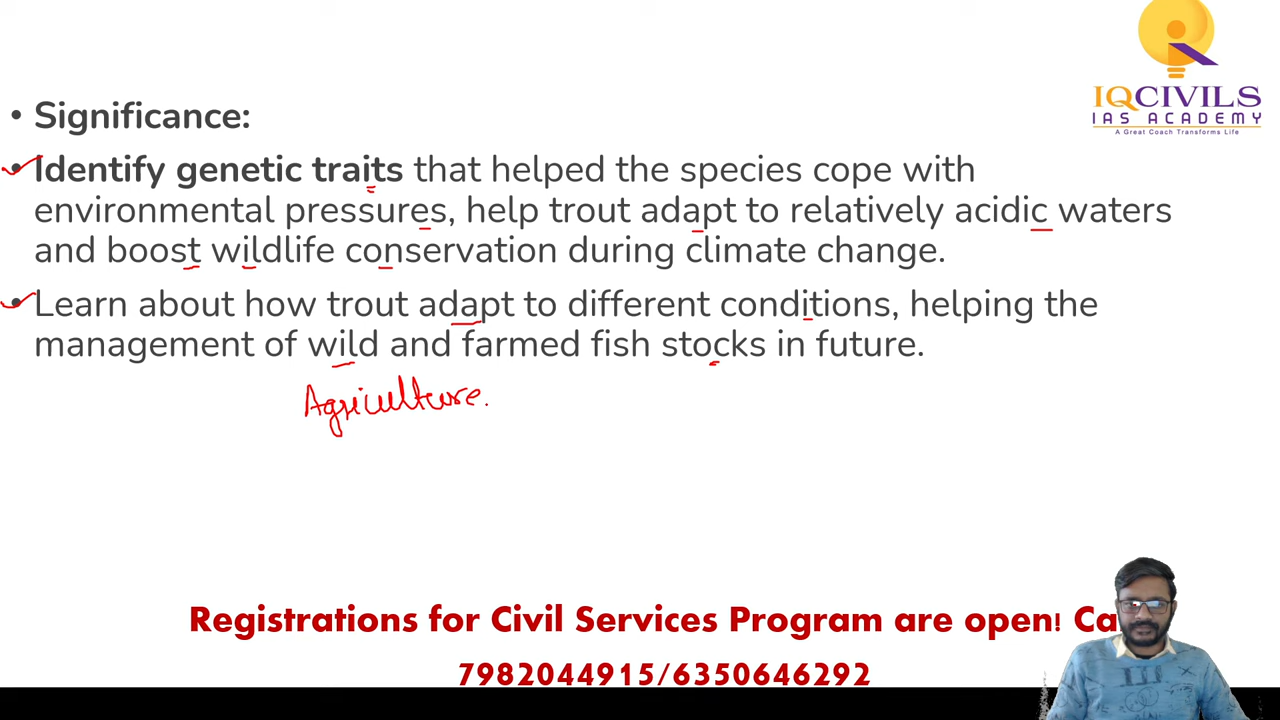 IQCIVILS
IAS ACADEMY
A Great Coach Transforms Life
• Significance:
• Identify genetic traits that helped the species cope with
environmental pressures, help trout adapt to relatively acidic waters
and boost wildlife conservation during climate change.
• Learn about how trout adapt to different conditions, helping the
management of wild and farmed fish stocks in future.
Agriculture.
Registrations for Civil Services Program are open! Ca
7982044915/6350646292